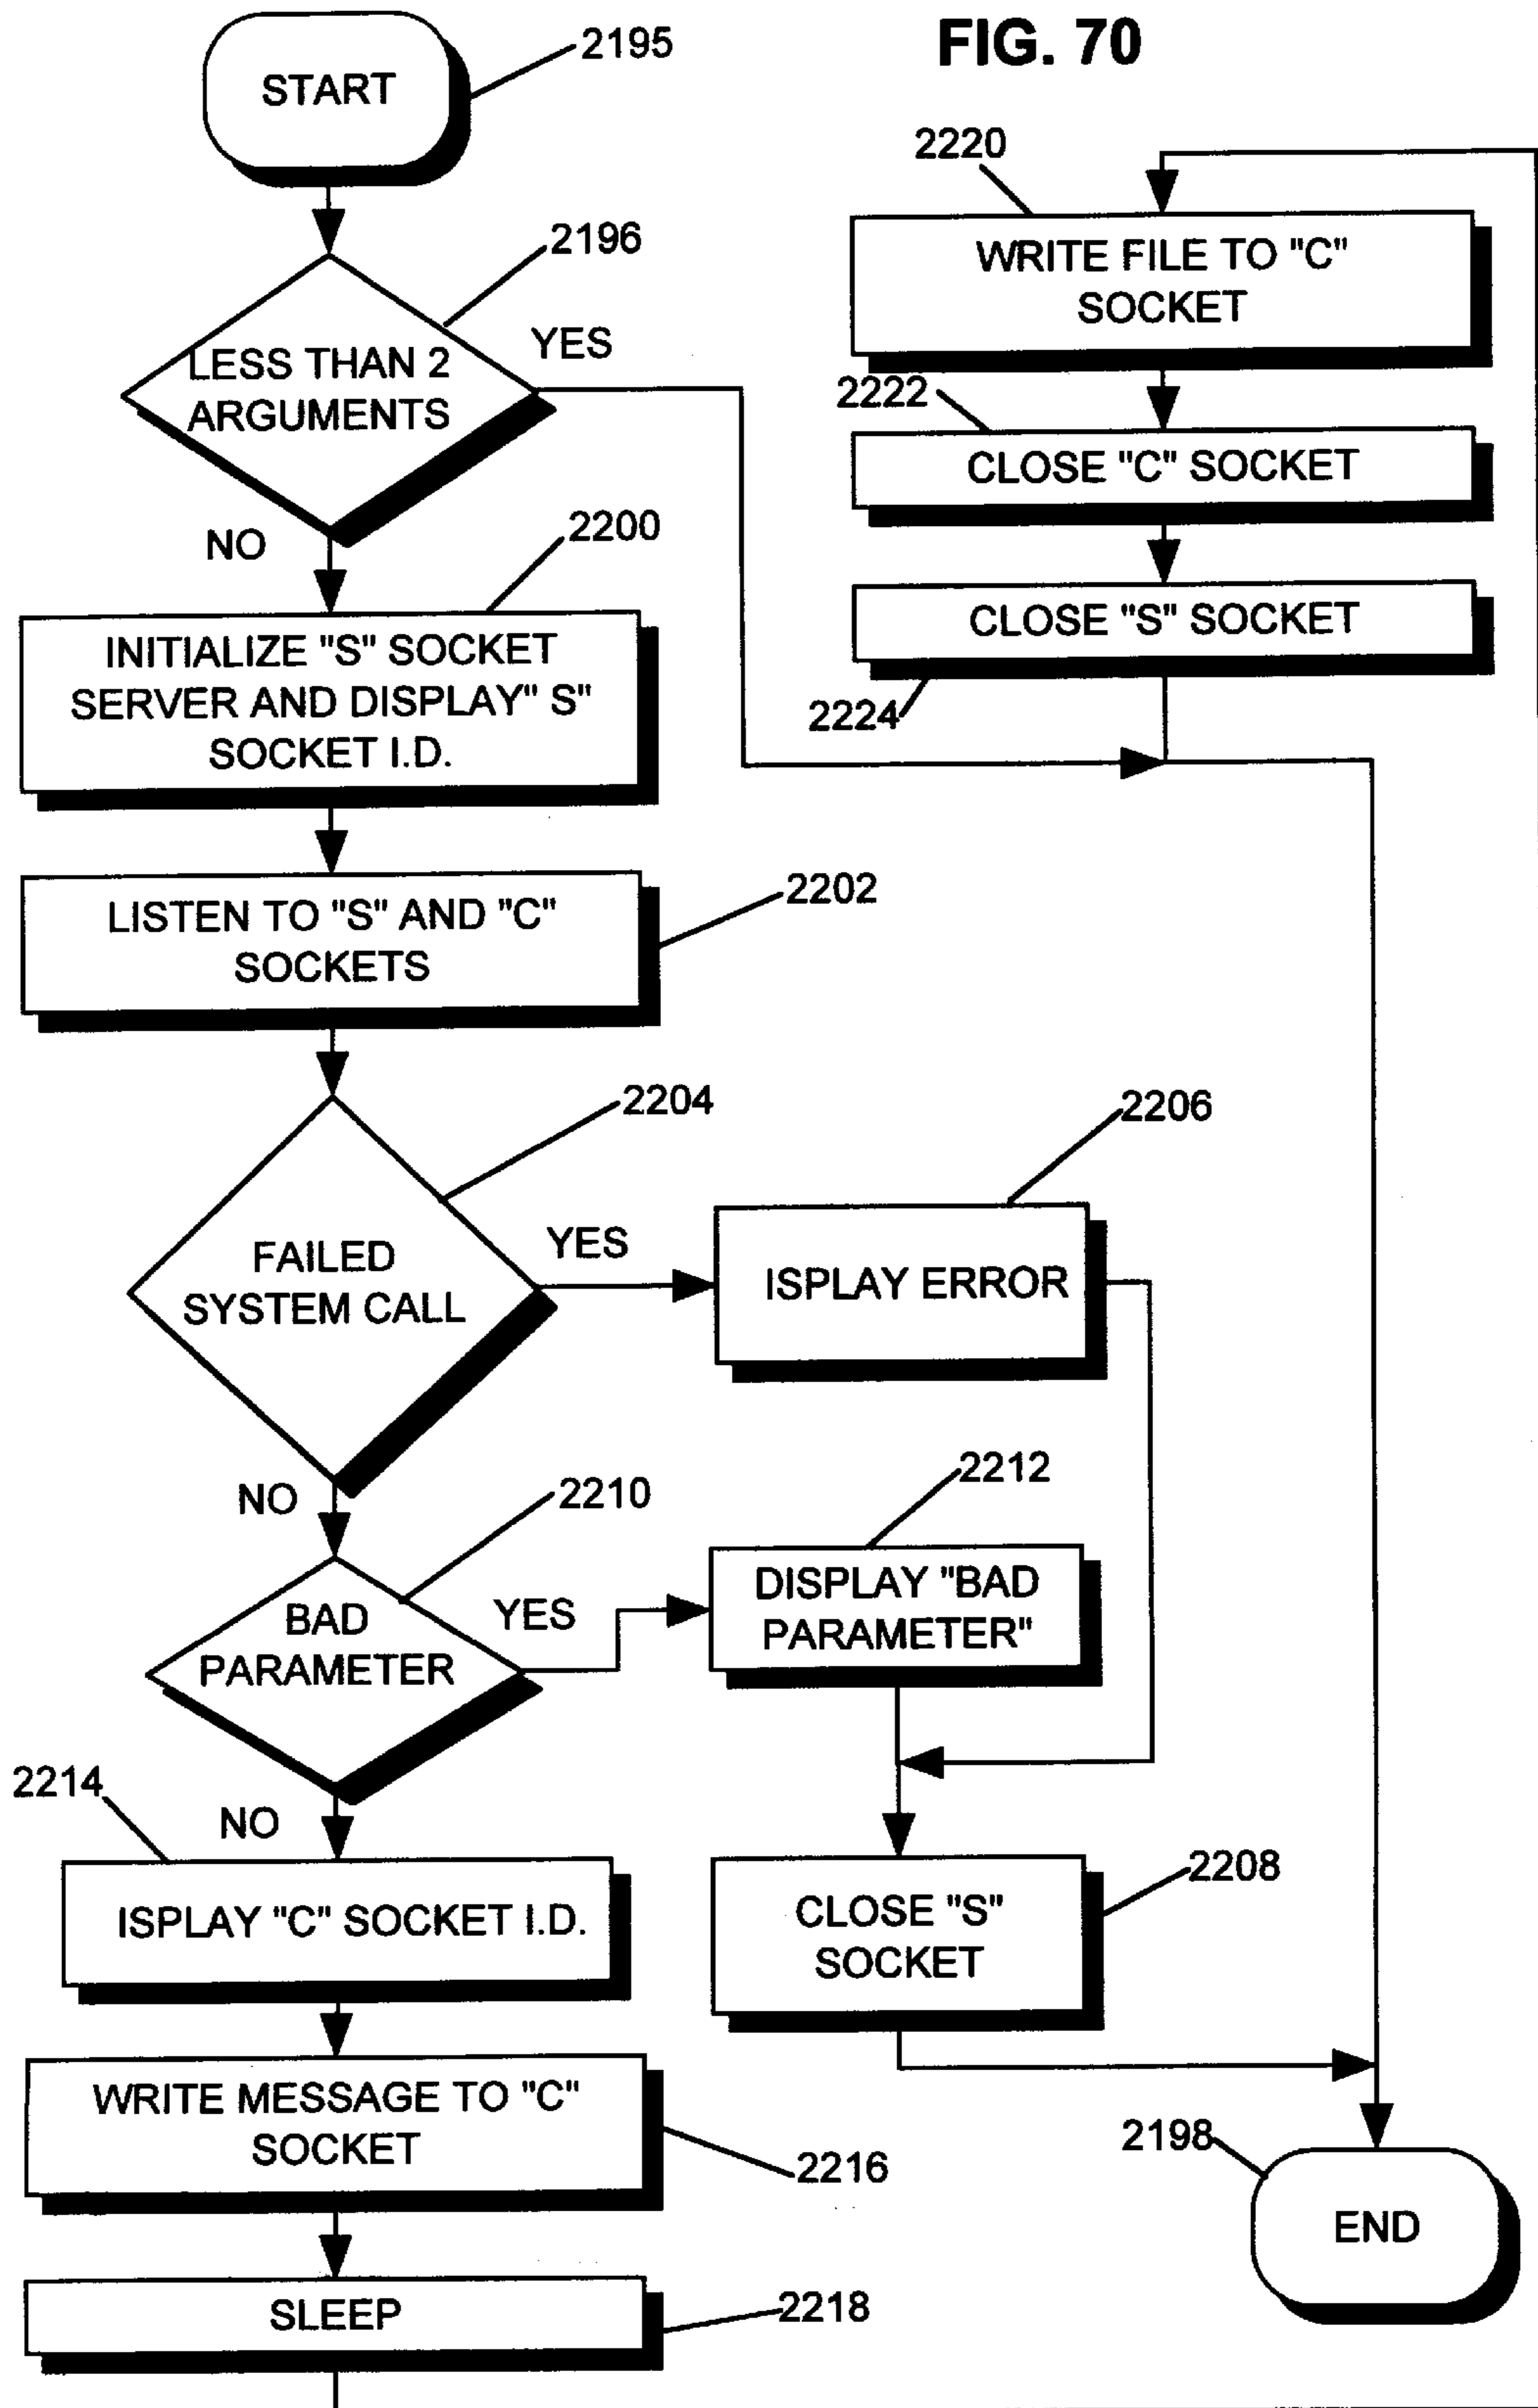 FIG. 70
START
2195
2196
LESS THAN 2
ARGUMENTS
YES
NO
2200
INITIALIZE "S" SOCKET
SERVER AND DISPLAY" S"
SOCKET I.D.
2202
LISTEN TO "S" AND "C"
SOCKETS
2204
FAILED
SYSTEM CALL
YES
2206
ISPLAY ERROR
NO
2210
BAD
PARAMETER
YES
2212
DISPLAY "BAD
PARAMETER"
NO
2214
ISPLAY "C" SOCKET I.D.
2208
CLOSE "S"
SOCKET
WRITE MESSAGE TO "C"
SOCKET
2216
SLEEP
2218
2220
WRITE FILE TO "C"
SOCKET
2222
CLOSE "C" SOCKET
CLOSE "S" SOCKET
2224
2198
END